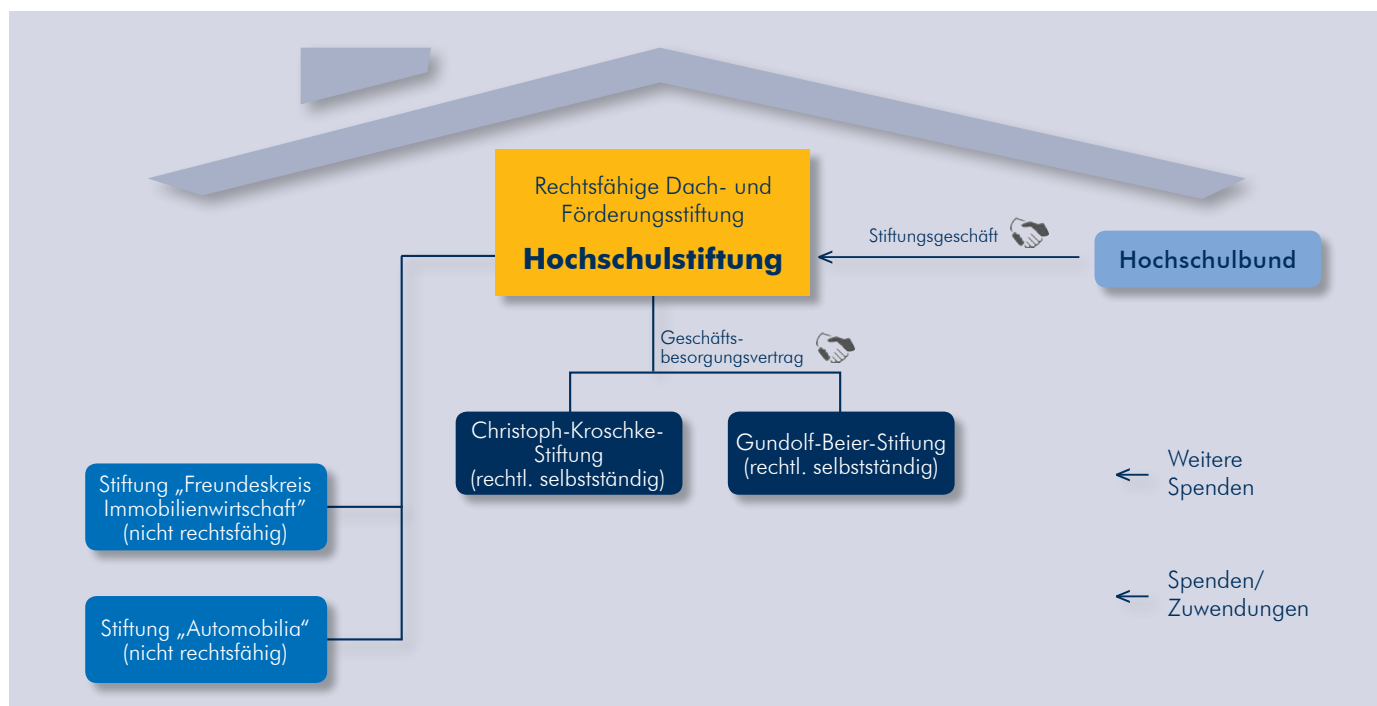 Rechtsfähige Dach- und
Förderungsstiftung
Hochschulstiftung
Stiftungsgeschäft
Hochschulbund
Geschäfts-
besorgungsvertrag
Christoph-Kroschke-
Stiftung
(rechtl. selbstständig)
Gundolf-Beier-Stiftung
(rechtl. selbstständig)
Stiftung „Freundeskreis
Immobilienwirtschaft”
(nicht rechtsfähig)
Stiftung „Automobilia“
(nicht rechtsfähig)
Weitere
Spenden
Spenden/
Zuwendungen